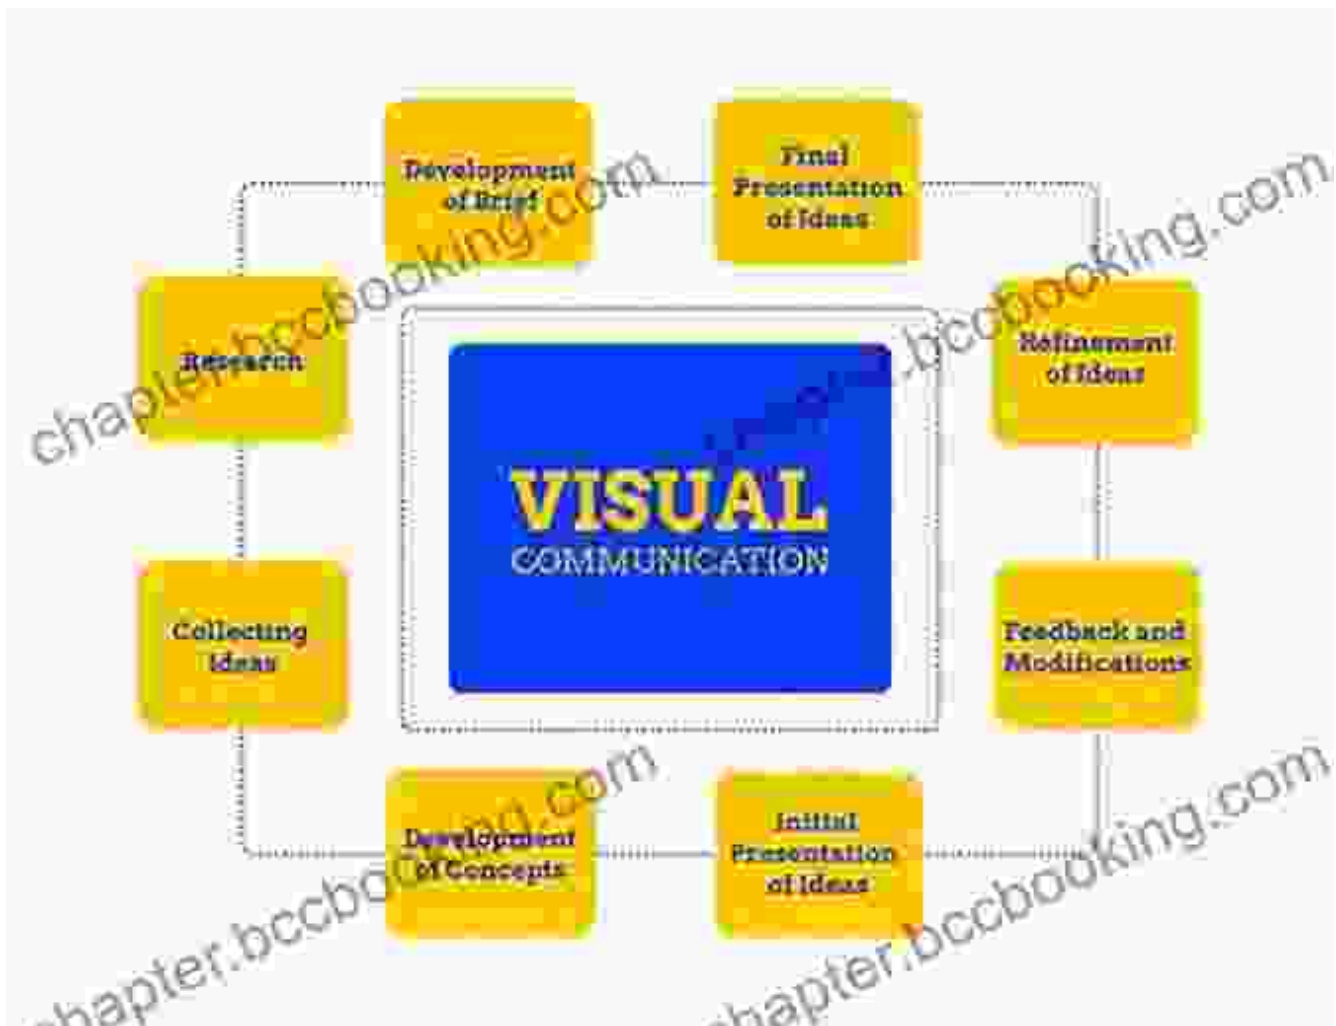 Development
of Brief
Final
Presentation
of Ideas
Research
Refinement
of Ideas
VISUAL
COMMUNICATION
Collecting
Ideas
Feedback and
Modifications
Development
of Concepts
Initial
Presentation
of Ideas
chapter.bccbooking.com
chapter.bccbooking.com
chapter.bccbooking.com
chapter.bccbooking.com